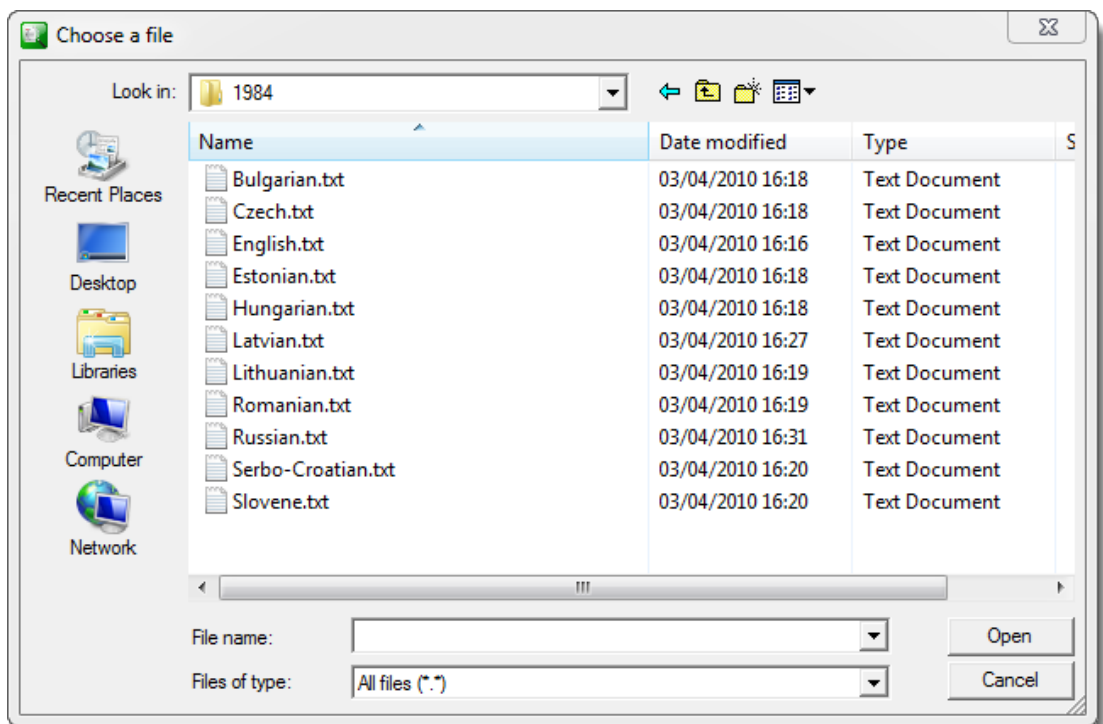 Choose a file
Look in: 1984
Name Date modified Type S
Bulgarian.txt 03/04/2010 16:18 Text Document
Czech.txt 03/04/2010 16:18 Text Document
English.txt 03/04/2010 16:16 Text Document
Estonian.txt 03/04/2010 16:18 Text Document
Hungarian.txt 03/04/2010 16:18 Text Document
Latvian.txt 03/04/2010 16:27 Text Document
Lithuanian.txt 03/04/2010 16:19 Text Document
Romanian.txt 03/04/2010 16:19 Text Document
Russian.txt 03/04/2010 16:31 Text Document
Serbo-Croatian.txt 03/04/2010 16:20 Text Document
Slovene.txt 03/04/2010 16:20 Text Document
Recent Places
Desktop
Libraries
Computer
Network
File name: Open
Files of type: All files (*.*) Cancel